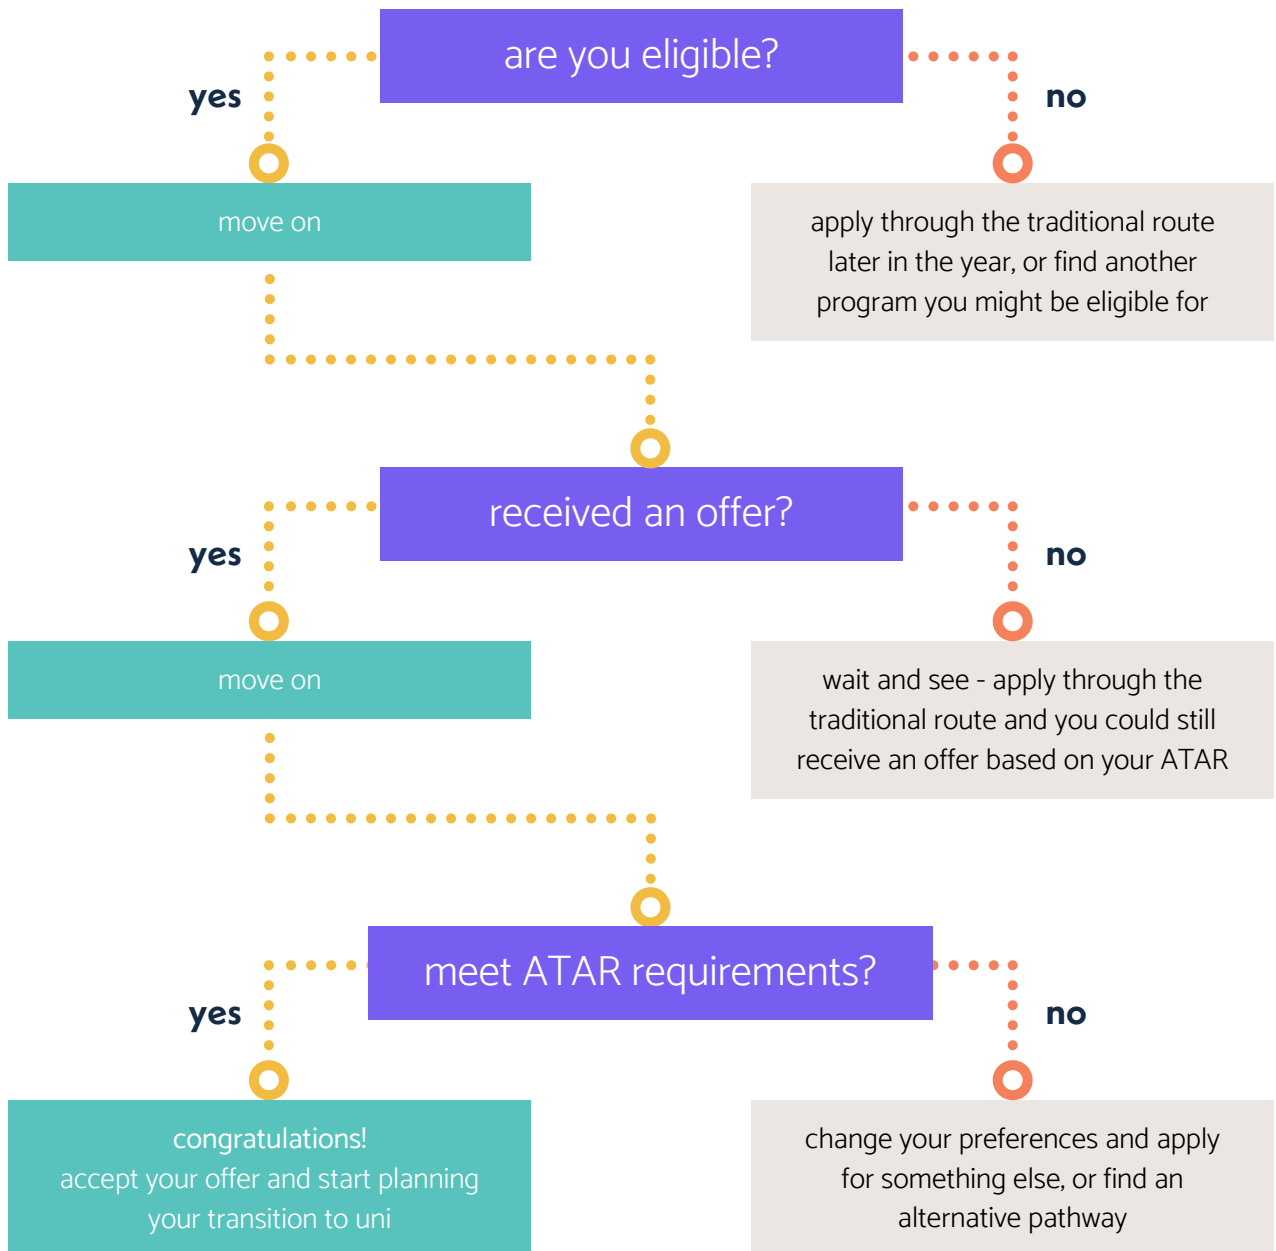 are you eligible?
yes
no
move on
apply through the traditional route
later in the year, or find another
program you might be eligible for
received an offer?
yes
no
move on
wait and see - apply through the
traditional route and you could still
receive an offer based on your ATAR
meet ATAR requirements?
yes
no
congratulations!
accept your offer and start planning
your transition to uni
change your preferences and apply
for something else, or find an
alternative pathway